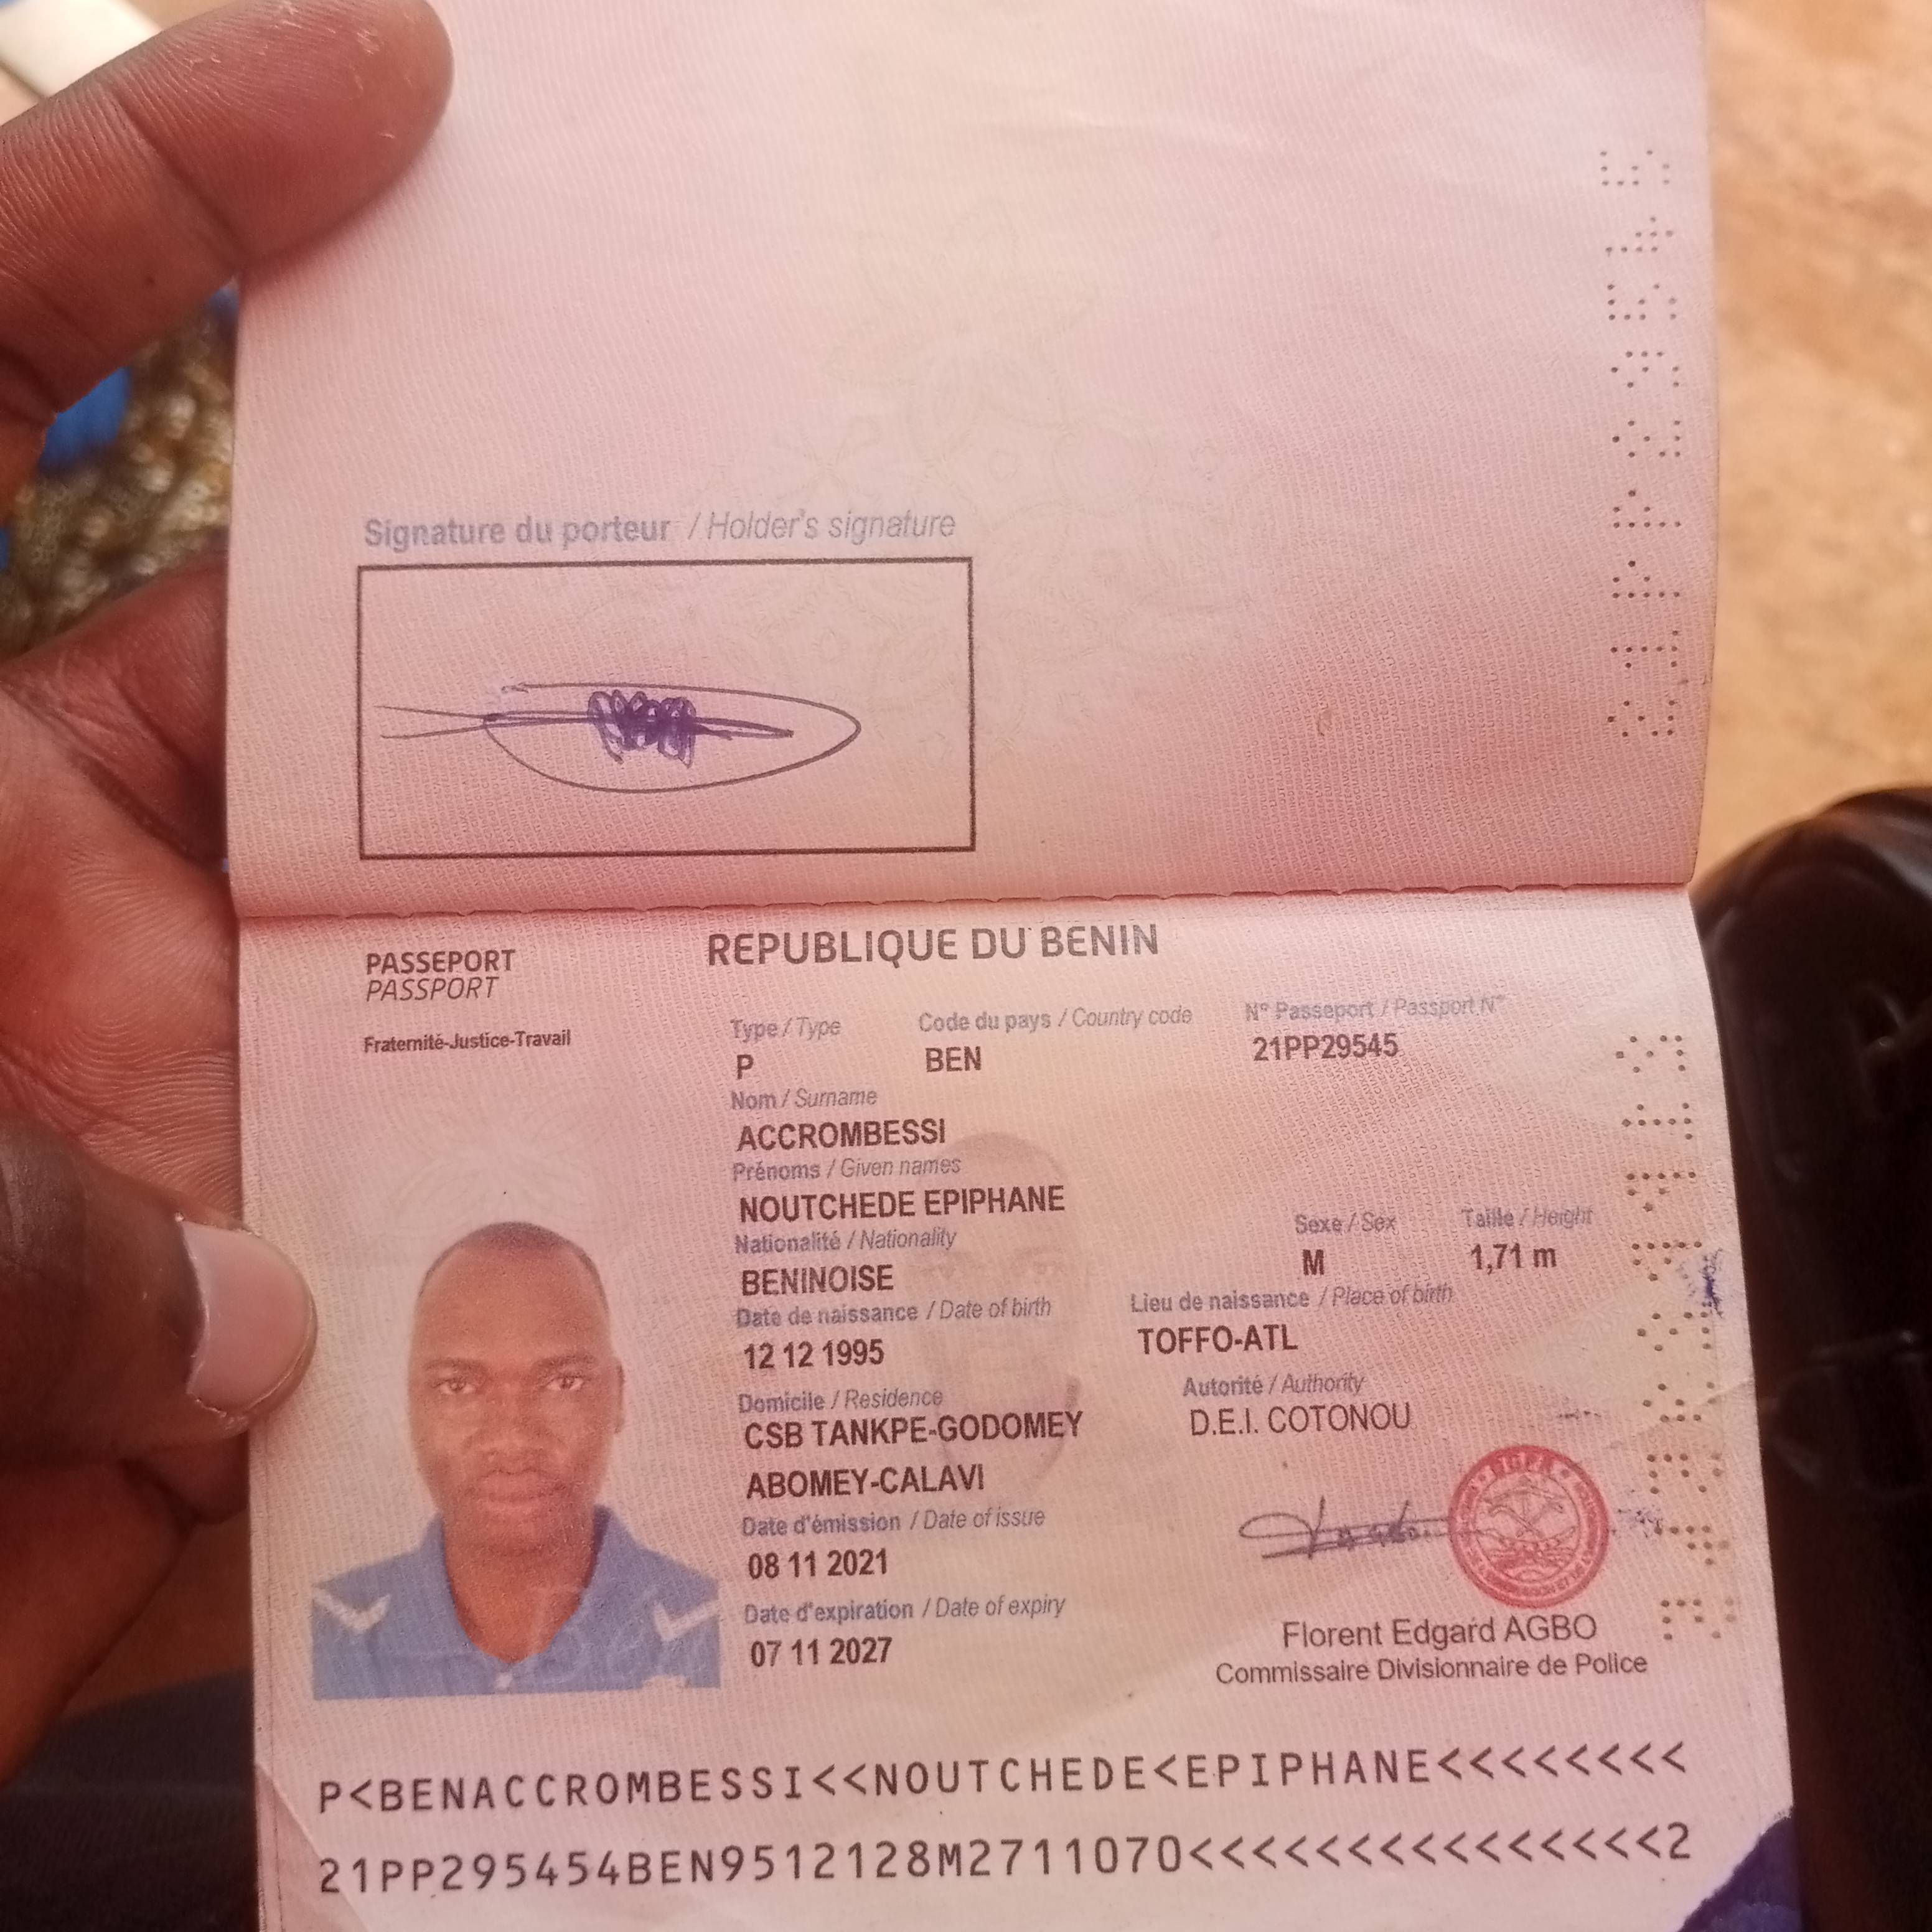 Signature du porteur / Holder's signature
REPUBLIQUE DU BENIN
PASSEPORT
PASSPORT
Fraternité-Justice-Travail
Type / Type Code du pays / Country code N° Passeport / Passport N°
P BEN 21PP29545
Nom / Surname
ACCROMBESSI
Prénoms / Given names
NOUTCHEDE EPIPHANE
Nationalité / Nationality Sexe / Sex Taille / Height
BENINOISE M 1,71 m
Date de naissance / Date of birth Lieu de naissance / Place of birth
12 12 1995 TOFFO-ATL
Domicile / Residence Autorité / Authority
CSB TANKPE-GODOMEY D.E.I. COTONOU
ABOMEY-CALAVI
Date d'émission / Date of issue
08 11 2021
Date d'expiration / Date of expiry
07 11 2027
Florent Edgard AGBO
Commissaire Divisionnaire de Police
P<BENACCROMBESSI<<NOUTCHEDE<EPIPHANE<<<<<<<<
21PP295454BEN9512128M2711070<<<<<<<<<<<<<<<2